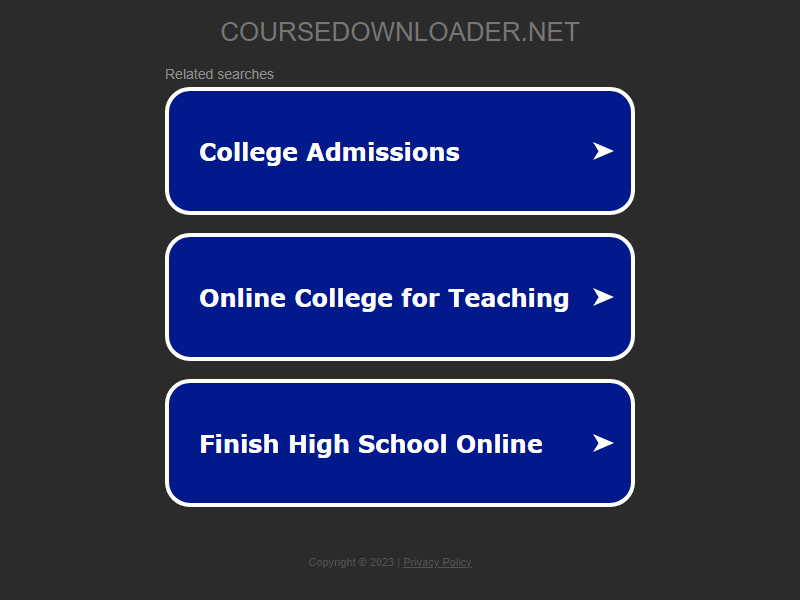 COURSEDOWNLOADER.NET
Related searches
College Admissions
Online College for Teaching
Finish High School Online
Copyright © 2023 | Privacy Policy